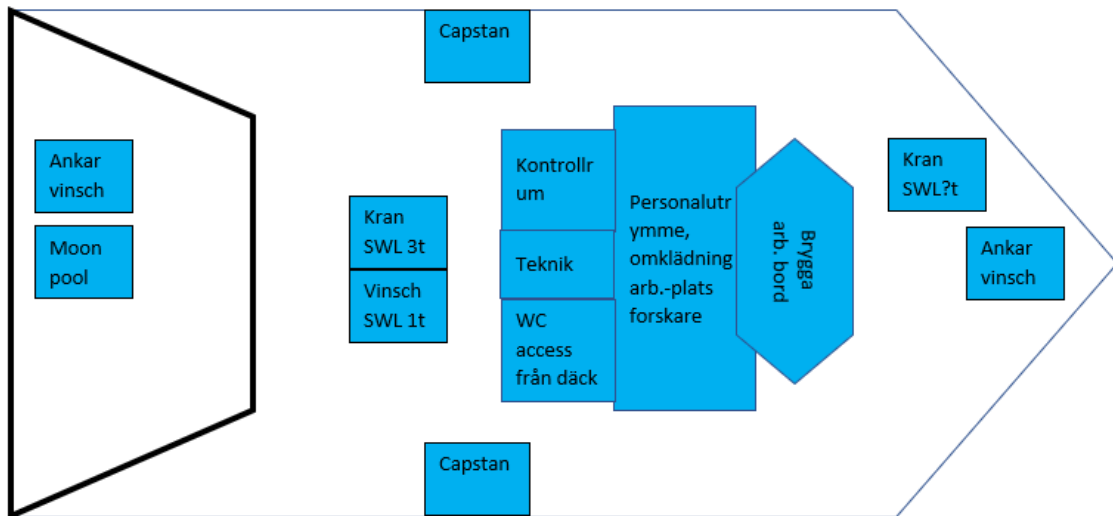 Capstan
Ankar
vinsch
Moon
pool
Kran
SWL 3t
Vinsch
SWL 1t
Kontrollr
um
Teknik
WC
access
från däck
Personalutr
ymme,
omklädning
arb.-plats
forskare
Brygga
arb. bord
Kran
SWL?t
Ankar
vinsch
Capstan